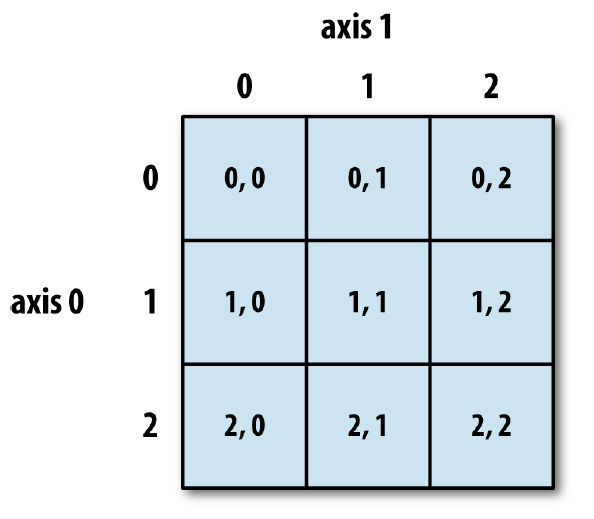 axis 1
0 1 2
0 0, 0 0, 1 0, 2
axis 0 1 1, 0 1, 1 1, 2
2 2, 0 2, 1 2, 2